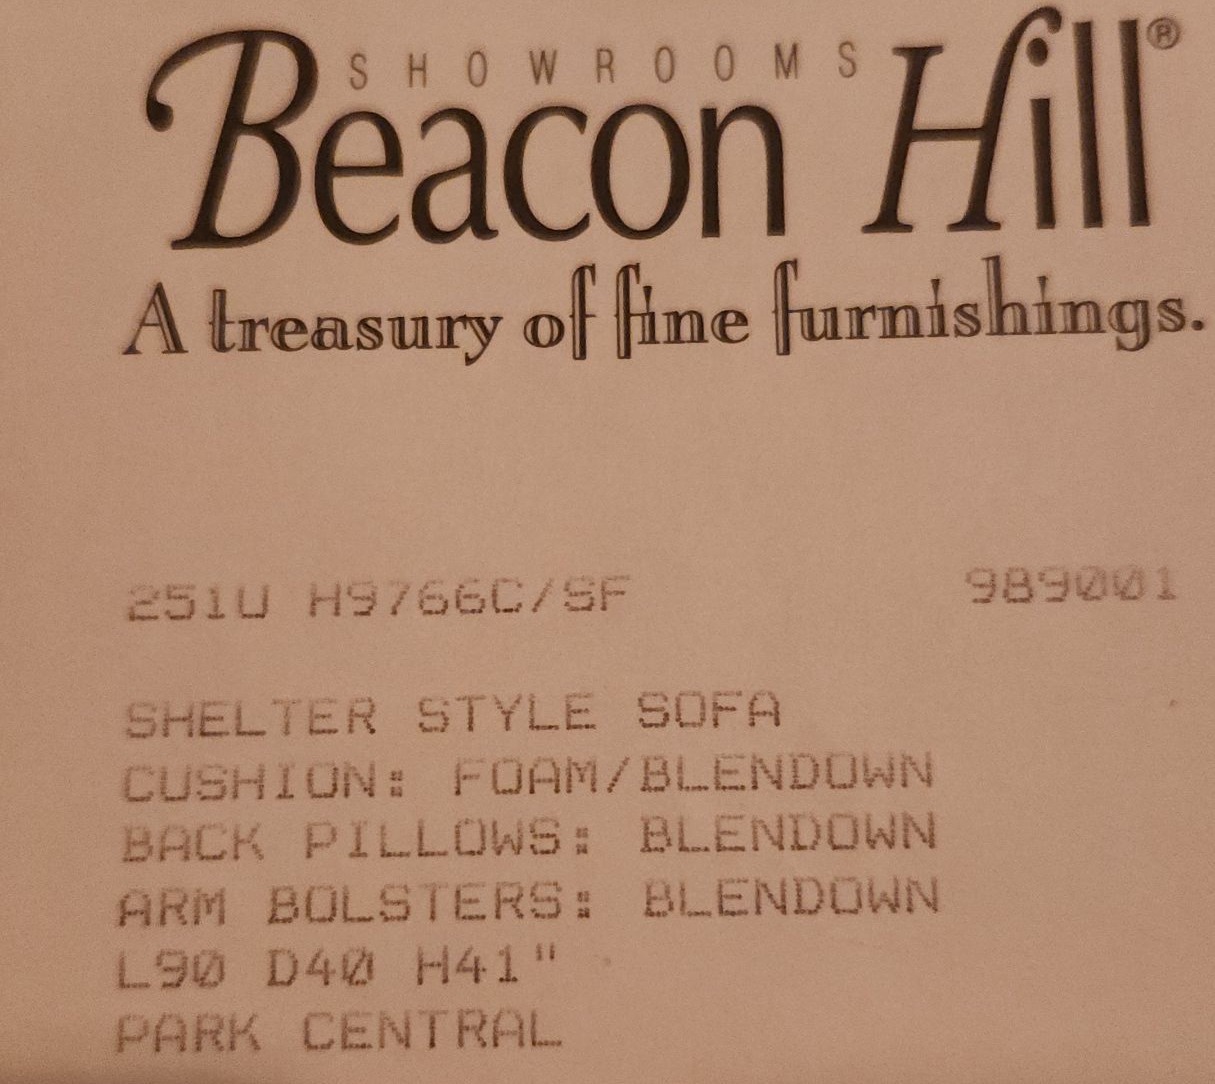 SHOWROOMS
Beacon Hill®
A treasury of fine furnishings.
251U H9766C/SF 989001
SHELTER STYLE SOFA
CUSHION: FOAM/BLENDOWN
BACK PILLOWS: BLENDOWN
ARM BOLSTERS: BLENDOWN
L90 D40 H41"
PARK CENTRAL